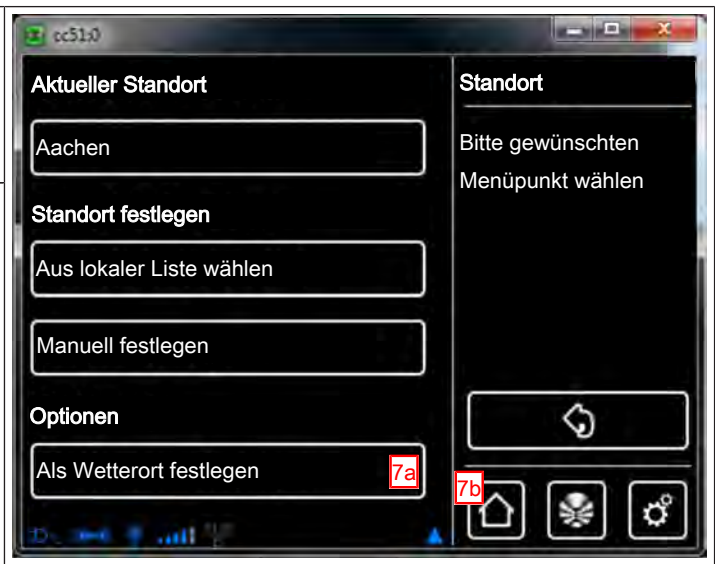 cc51:0
Aktueller Standort
Aachen
Standort festlegen
Aus lokaler Liste wählen
Manuell festlegen
Optionen
Als Wetterort festlegen 7a
Standort
Bitte gewünschten
Menüpunkt wählen
7b